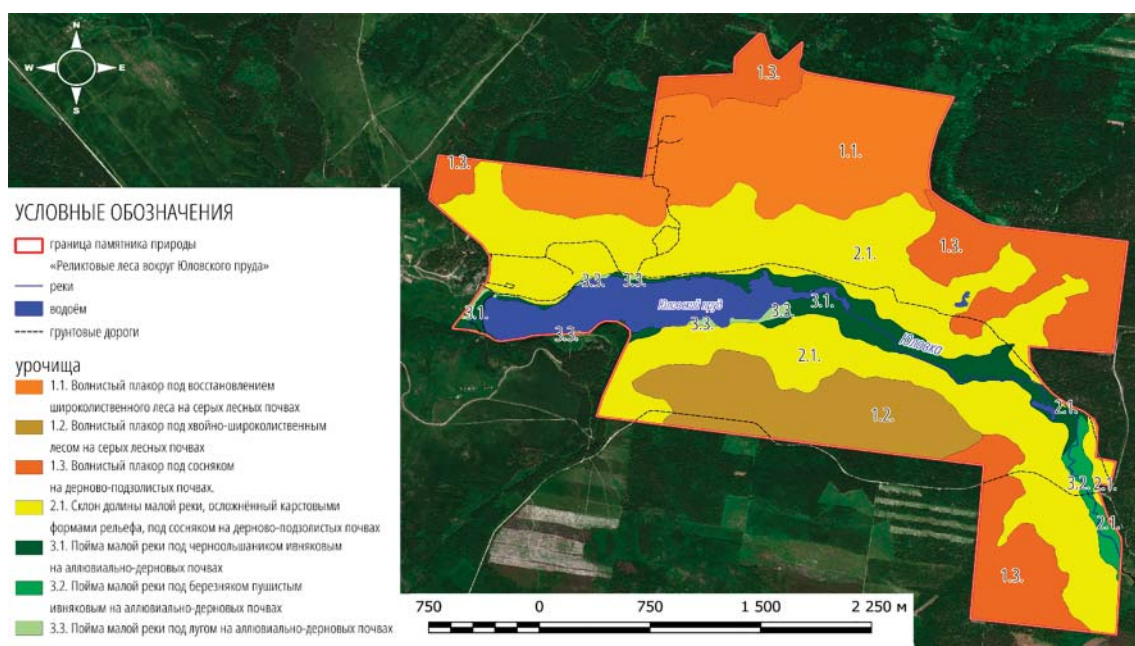 N
W E
S
1.3.
1.1.
1.3.
2.1.
1.3.
3.3. 3.3.
3.1.
Юловский пруд
3.3.
3.1.
3.3.
3.3.
Юловка
2.1.
1.2.
2.1.
3.2. 2.1.
2.1.
1.3.
УСЛОВНЫЕ ОБОЗНАЧЕНИЯ
граница памятника природы
«Реликтовые леса вокруг Юловского пруда»
реки
водоём
грунтовые дороги
урочища
1.1. Волнистый плакор под восстановлением
широколиственного леса на серых лесных почвах
1.2. Волнистый плакор под хвойно-широколиственным
лесом на серых лесных почвах
1.3. Волнистый плакор под сосняком
на дерново-подзолистых почвах.
2.1. Склон долины малой реки, осложнённый карстовыми
формами рельефа, под сосняком на дерново-подзолистых почвах
3.1. Пойма малой реки под черноольшаником ивняковым
на аллювиально-дерновых почвах
3.2. Пойма малой реки под березняком пушистым
ивняковым на аллювиально-дерновых почвах
3.3. Пойма малой реки под лугом на аллювиально-дерновых почвах
750 0 750 1 500 2 250 м